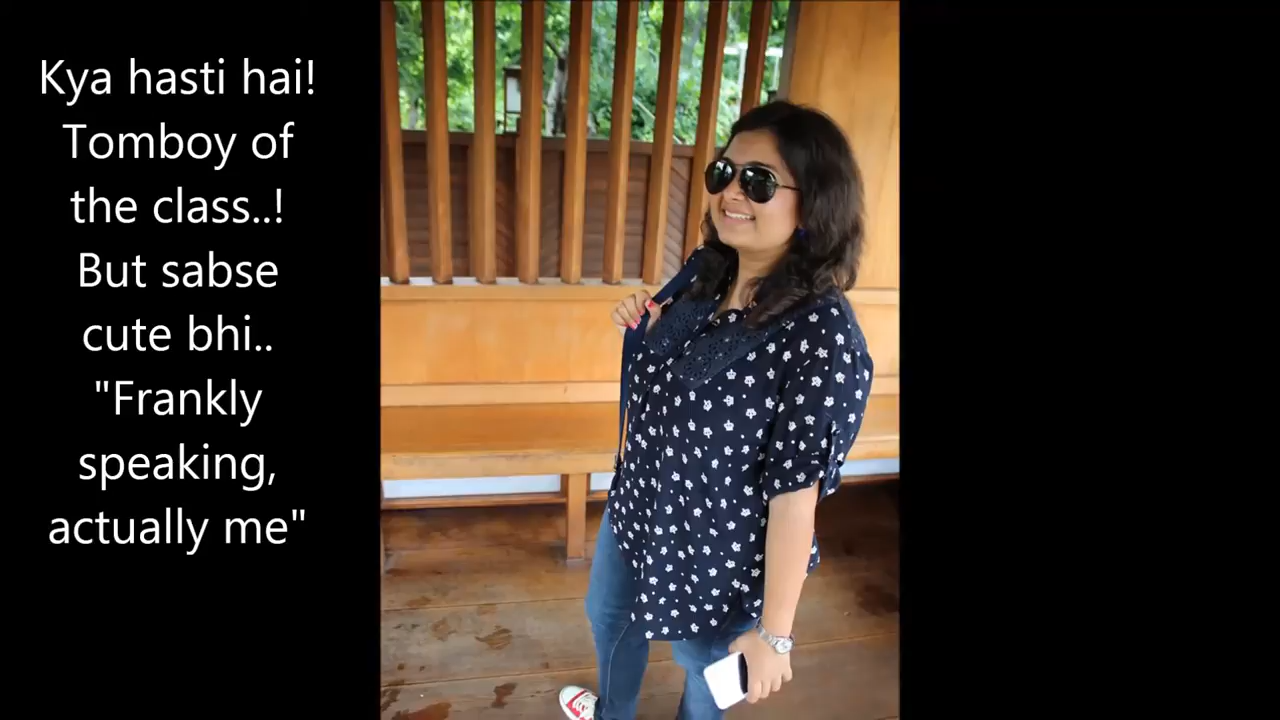 Kya hasti hai!
Tomboy of
the class..!
But sabse
cute bhi..
"Frankly
speaking,
actually me"